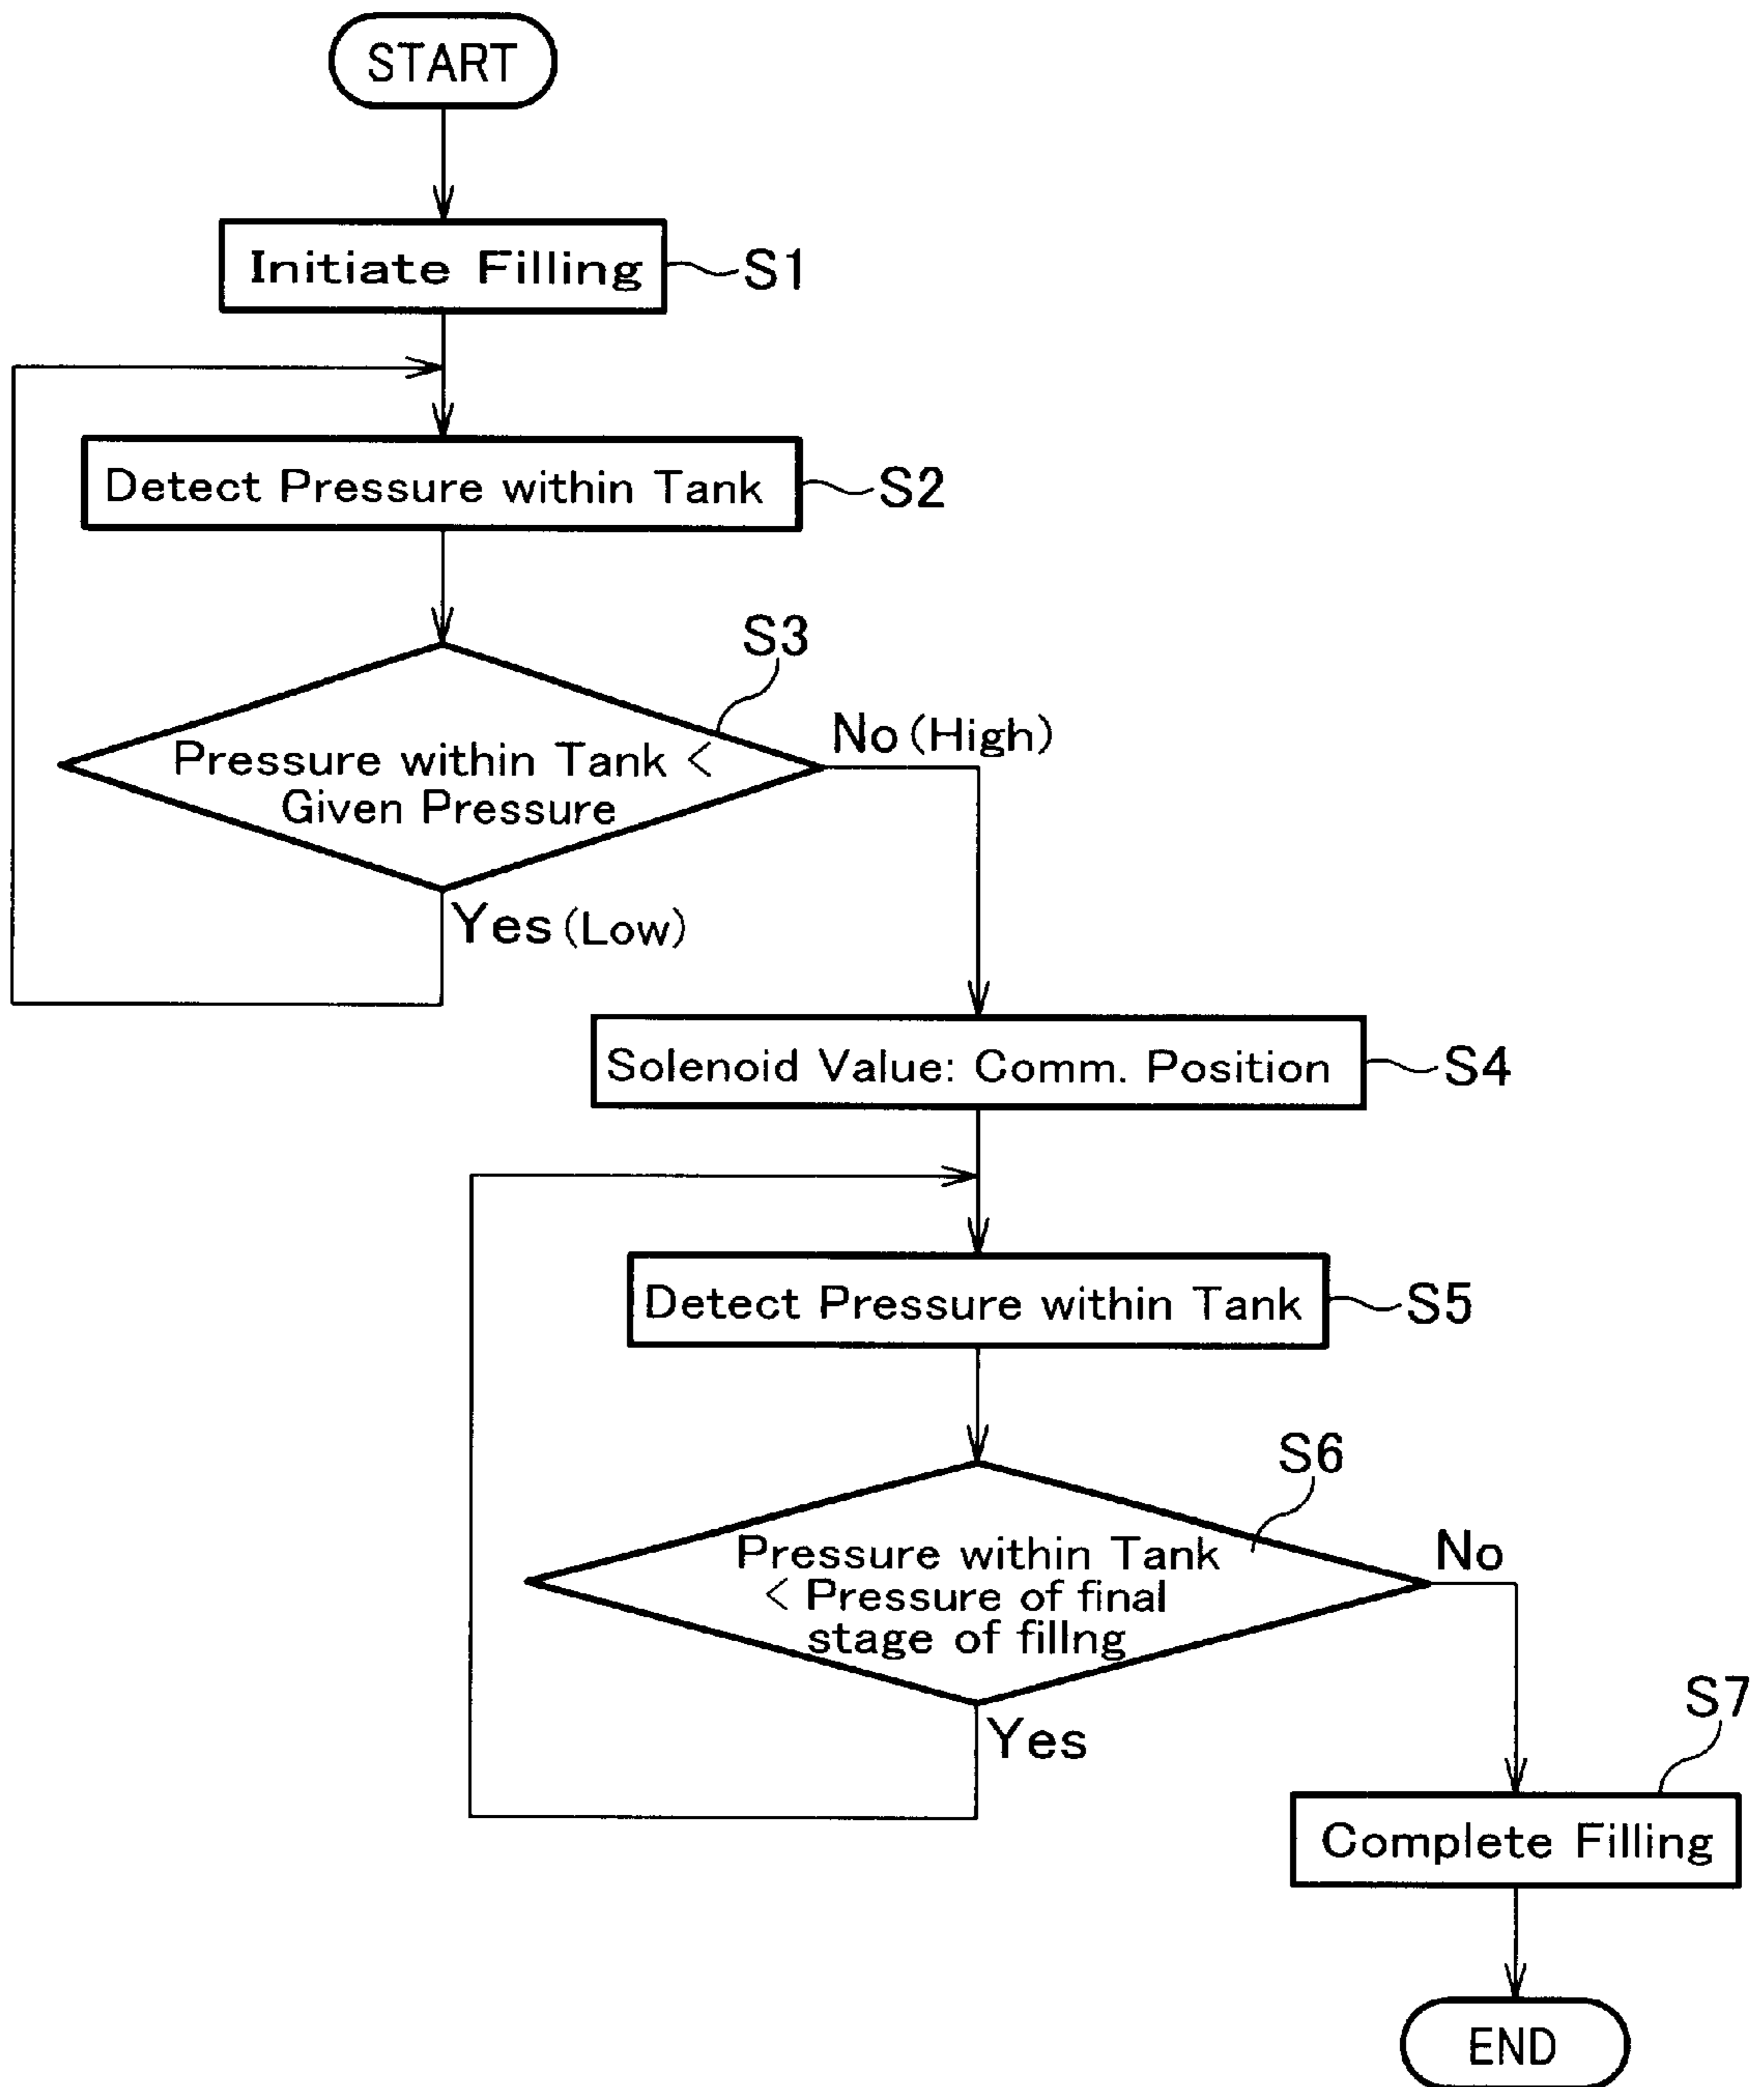 START
Initiate Filling
S1
Detect Pressure within Tank
S2
S3
Pressure within Tank <
Given Pressure
No (High)
Yes (Low)
Solenoid Value: Comm. Position
S4
Detect Pressure within Tank
S5
S6
Pressure within Tank
< Pressure of final
stage of fillng
No
Yes
S7
Complete Filling
END